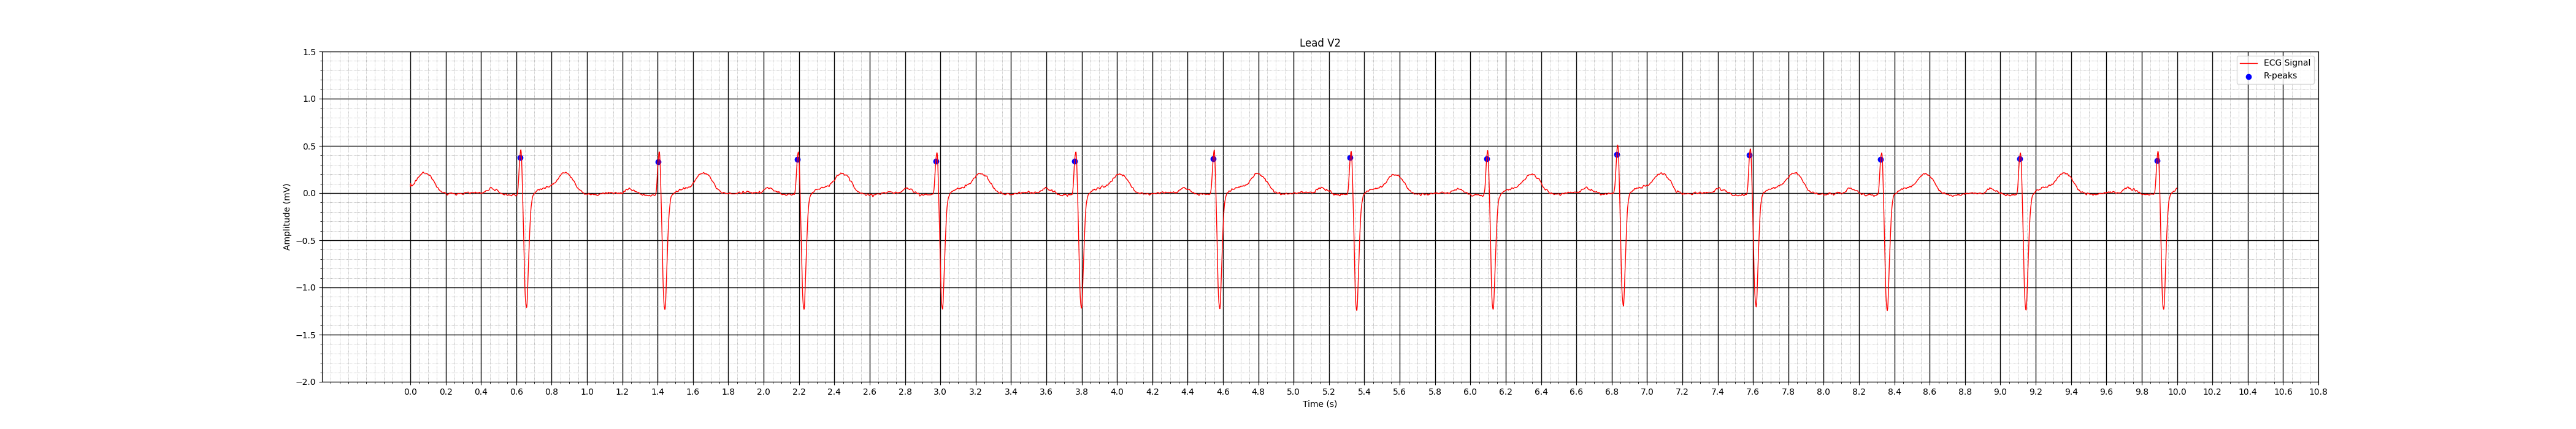 Lead V2
1.5
1.0
0.5
0.0
−0.5
−1.0
−1.5
−2.0
Amplitude (mV)
ECG Signal
R-peaks
0.0 0.2 0.4 0.6 0.8 1.0 1.2 1.4 1.6 1.8 2.0 2.2 2.4 2.6 2.8 3.0 3.2 3.4 3.6 3.8 4.0 4.2 4.4 4.6 4.8 5.0 5.2 5.4 5.6 5.8 6.0 6.2 6.4 6.6 6.8 7.0 7.2 7.4 7.6 7.8 8.0 8.2 8.4 8.6 8.8 9.0 9.2 9.4 9.6 9.8 10.0 10.2 10.4 10.6 10.8
Time (s)